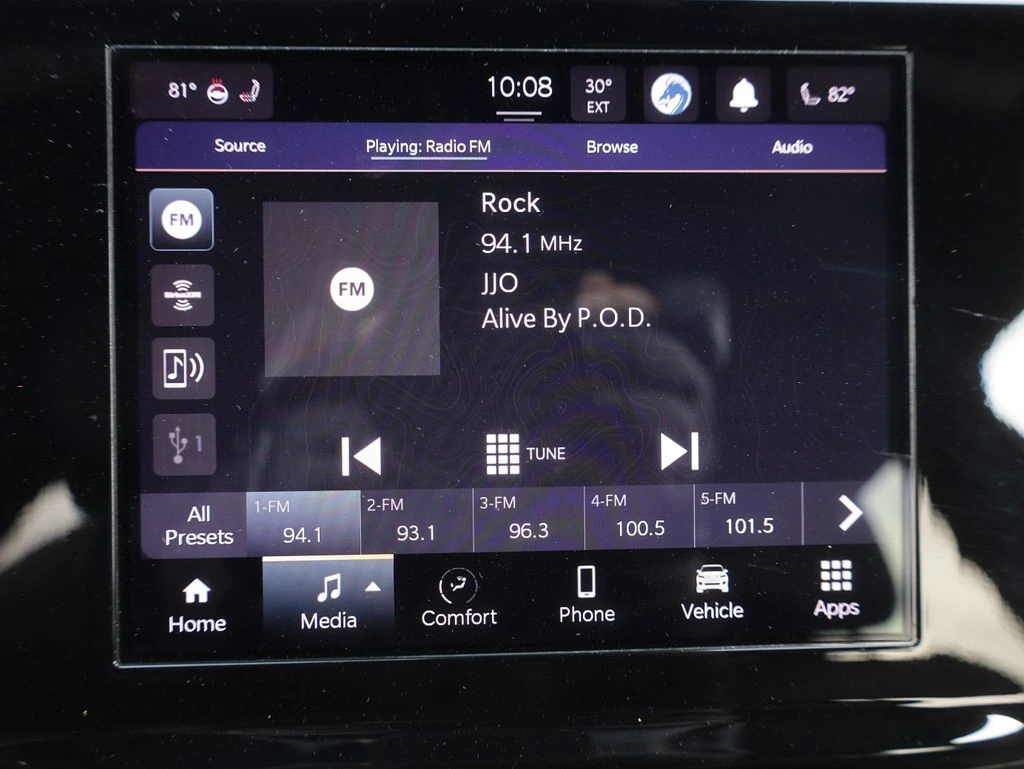 81°
10:08
30°
EXT
82°
Source
Playing: Radio FM
Browse
Audio
FM
SiriusXM
1
FM
Rock
94.1 MHz
JJO
Alive By P.O.D.
TUNE
All
Presets
1-FM
94.1
2-FM
93.1
3-FM
96.3
4-FM
100.5
5-FM
101.5
Home
Media
Comfort
Phone
Vehicle
Apps